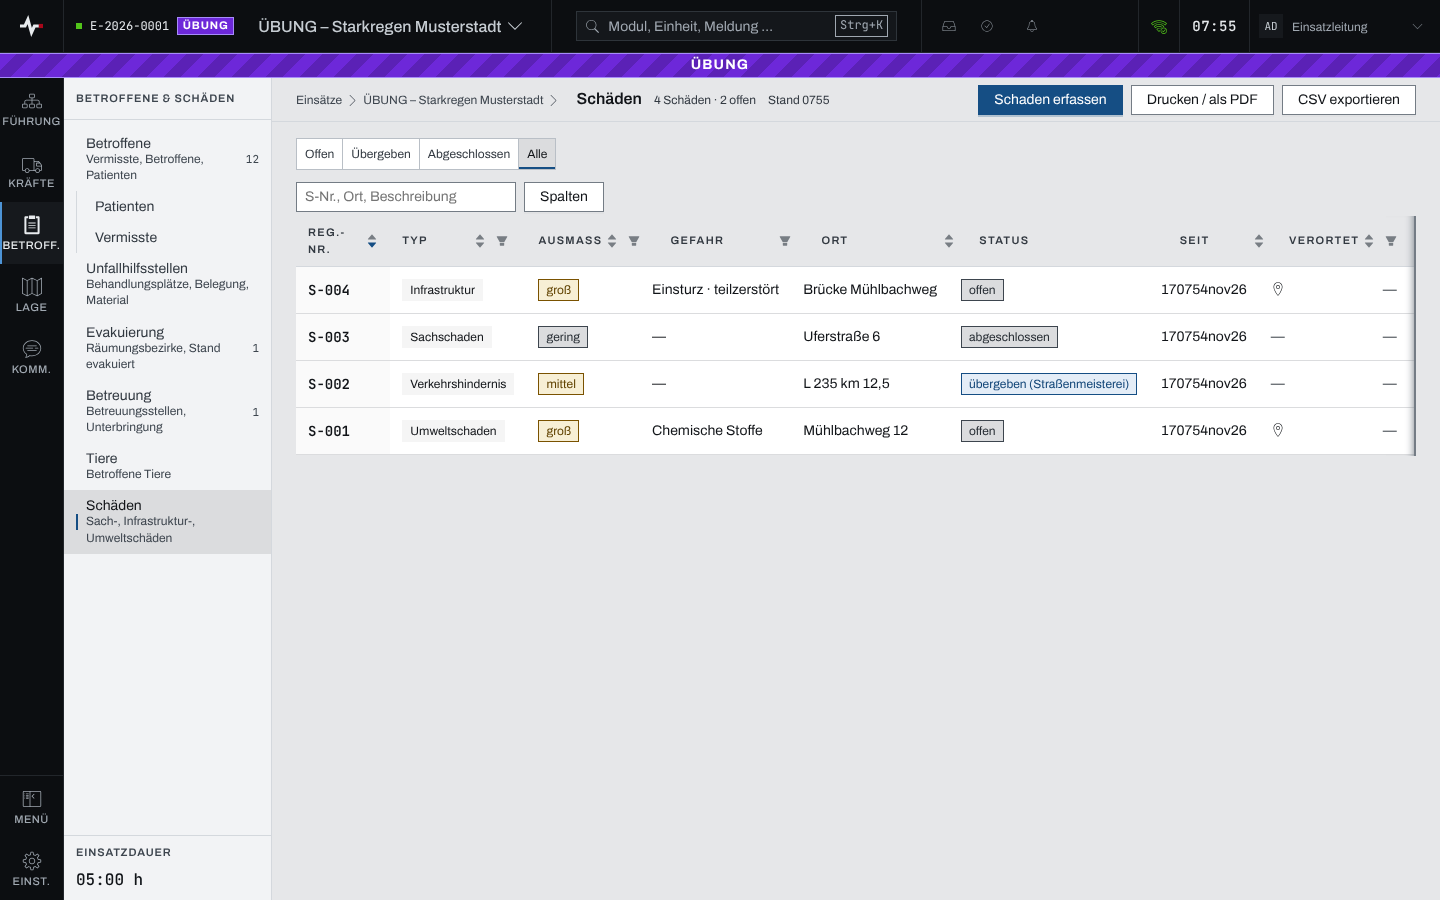 E-2026-0001 ÜBUNG ÜBUNG – Starkregen Musterstadt Modul, Einheit, Meldung ... Strg+K 07:55 AD Einsatzleitung
ÜBUNG
FÜHRUNG
KRÄFTE
BETROFF.
LAGE
KOMM.
MENÜ
EINST.
BETROFFENE & SCHÄDEN
Betroffene
Vermisste, Betroffene, 12
Patienten
Patienten
Vermisste
Unfallhilfsstellen
Behandlungsplätze, Belegung,
Material
Evakuierung
Räumungsbezirke, Stand 1
evakuiert
Betreuung
Betreuungsstellen, 1
Unterbringung
Tiere
Betroffene Tiere
Schäden
Sach-, Infrastruktur-,
Umweltschäden
EINSATZDAUER
05:00 h
Einsätze ÜBUNG – Starkregen Musterstadt Schäden 4 Schäden · 2 offen Stand 0755 Schaden erfassen Drucken / als PDF CSV exportieren
Offen Übergeben Abgeschlossen Alle
S-Nr., Ort, Beschreibung Spalten
REG.-
NR. TYP AUSMASS GEFAHR ORT STATUS SEIT VERORTET
S-004 Infrastruktur groß Einsturz · teilzerstört Brücke Mühlbachweg offen 170754nov26 —
S-003 Sachschaden gering — Uferstraße 6 abgeschlossen 170754nov26 — —
S-002 Verkehrshindernis mittel — L 235 km 12,5 übergeben (Straßenmeisterei) 170754nov26 — —
S-001 Umweltschaden groß Chemische Stoffe Mühlbachweg 12 offen 170754nov26 —